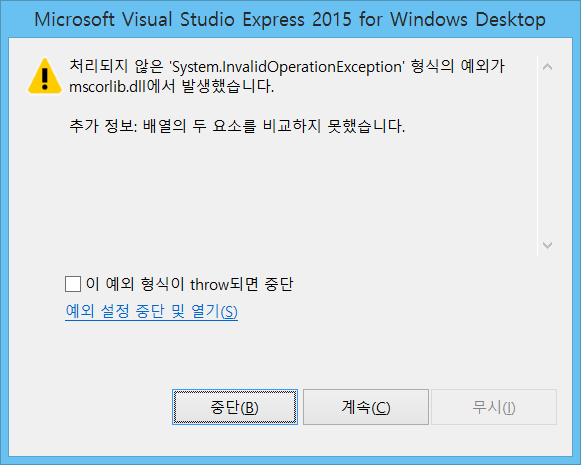 Microsoft Visual Studio Express 2015 for Windows Desktop
처리되지 않은 'System.InvalidOperationException' 형식의 예외가
mscorlib.dll에서 발생했습니다.
추가 정보: 배열의 두 요소를 비교하지 못했습니다.
이 예외 형식이 throw되면 중단
예외 설정 중단 및 열기(S)
중단(B)
계속(C)
무시(I)